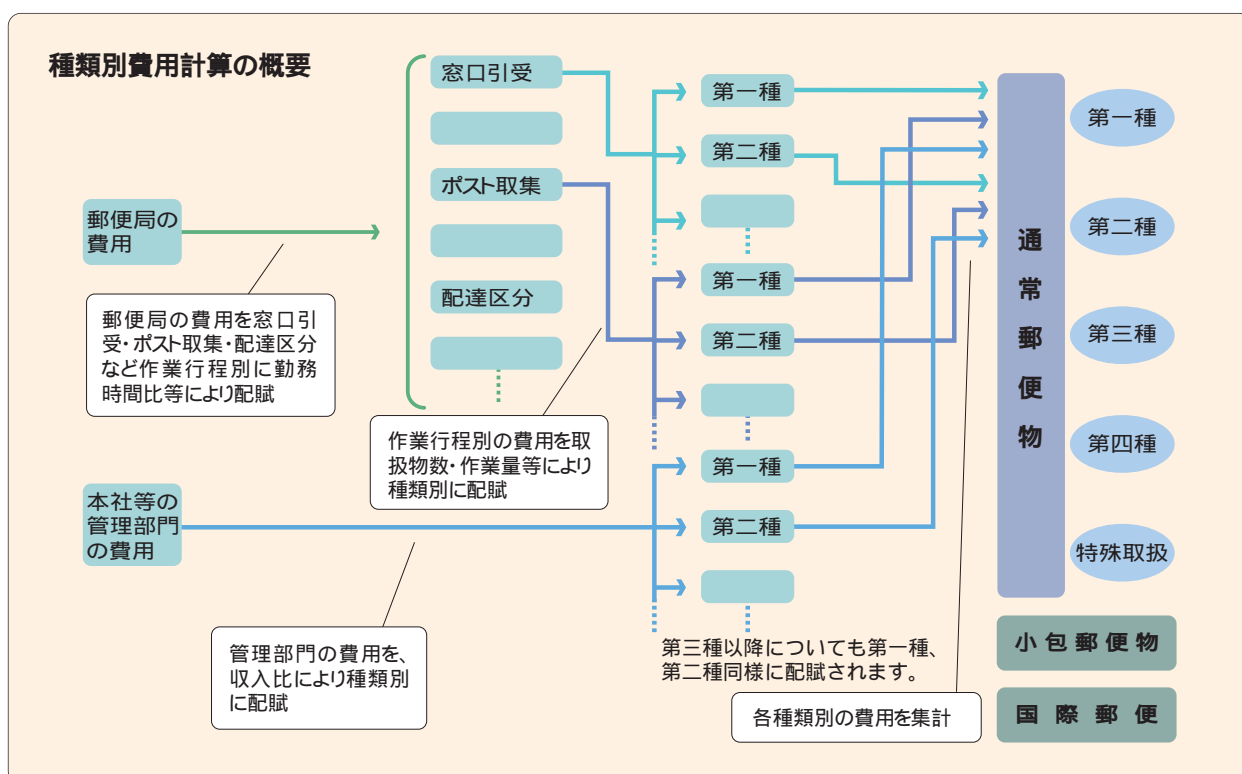 種類別費用計算の概要
郵便局の
費用
郵便局の費用を窓口引
受・ポスト取集・配達区分
など作業行程別に勤務
時間比等により配賦
本社等の
管理部門
の費用
管理部門の費用を、
収入比により種類別
に配賦
窓口引受
ポスト取集
配達区分
作業行程別の費用を取
扱物数・作業量等により
種類別に配賦
第一種
第二種
第一種
第二種
第一種
第二種
第三種以降についても第一種、
第二種同様に配賦されます。
各種類別の費用を集計
通常郵便物
第一種
第二種
第三種
第四種
特殊取扱
小包郵便物
国際郵便